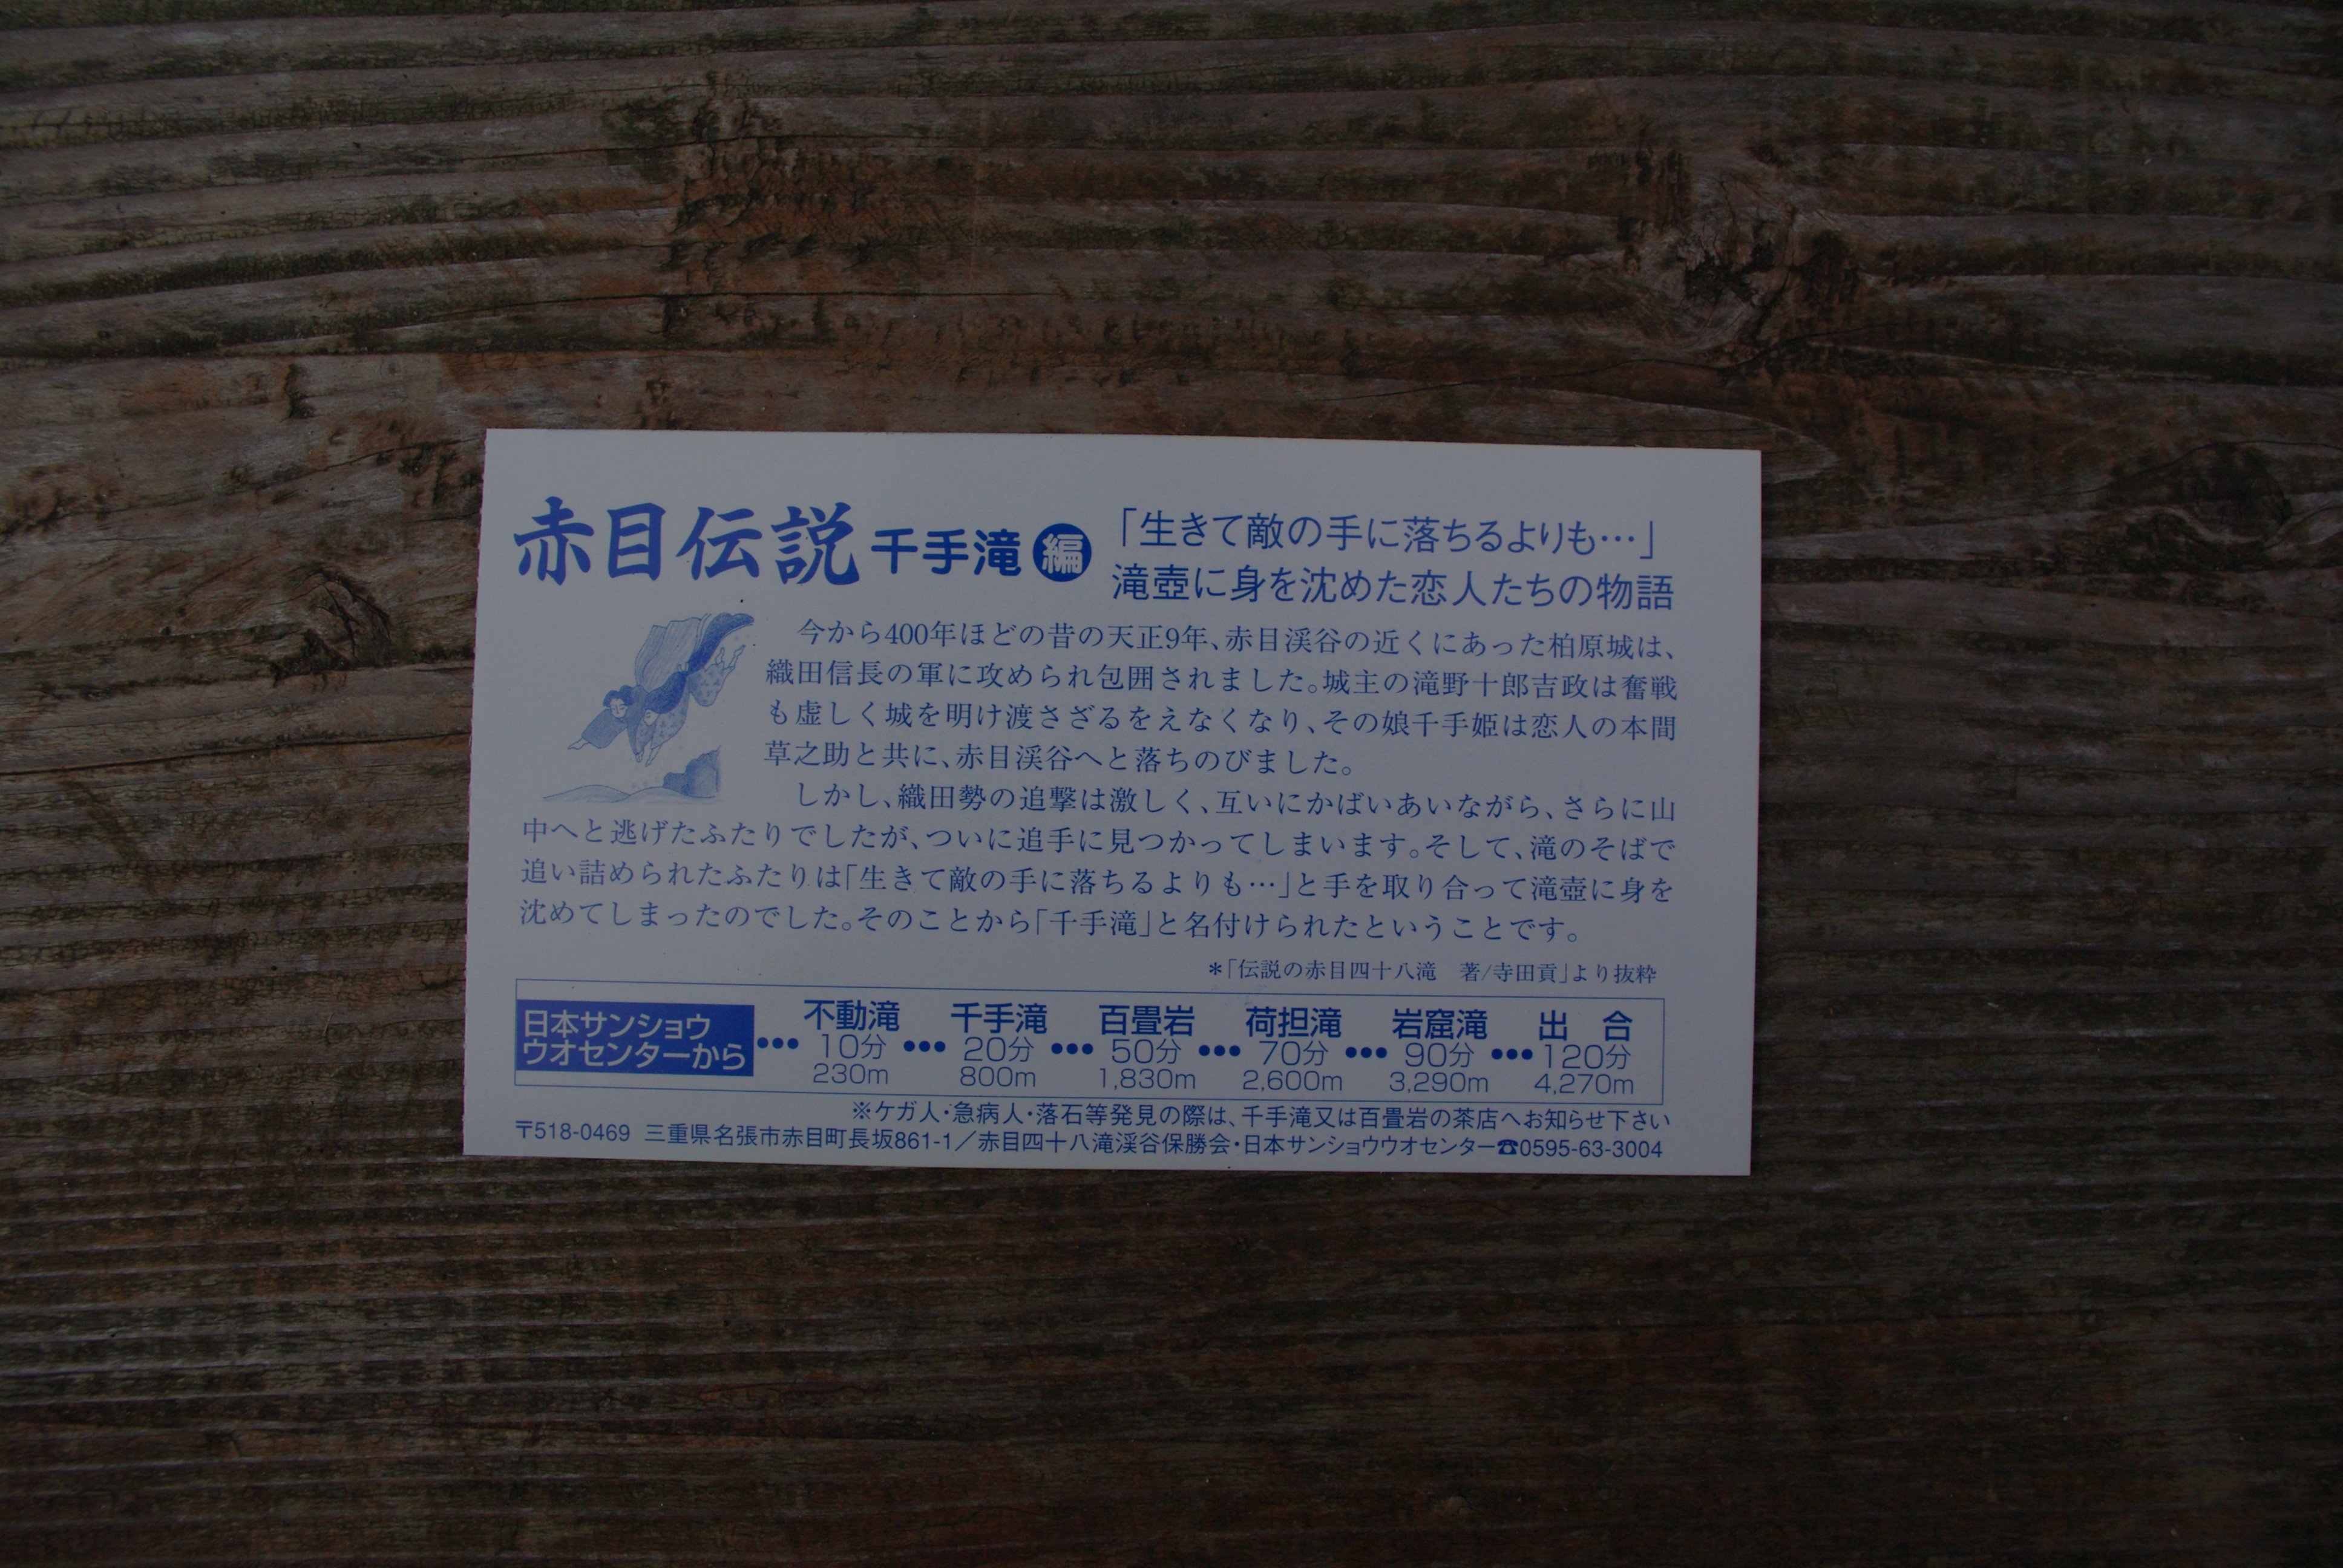 赤目伝説 千手滝 編
「生きて敵の手に落ちるよりも…」
滝壺に身を沈めた恋人たちの物語
今から400年ほどの昔の天正9年、赤目渓谷の近くにあった柏原城は、
織田信長の軍に攻められ包囲されました。城主の滝野十郎吉政は奮戦
も虚しく城を明け渡さざるをえなくなり、その娘千手姫は恋人の本間
草之助と共に、赤目渓谷へと落ちのびました。
しかし、織田勢の追撃は激しく、互いにかばいあいながら、さらに山
中へと逃げたふたりでしたが、ついに追手に見つかってしまいます。そして、滝のそばで
追い詰められたふたりは「生きて敵の手に落ちるよりも…」と手を取り合って滝壺に身を
沈めてしまったのでした。そのことから「千手滝」と名付けられたということです。
*「伝説の赤目四十八滝　著/寺田貢」より抜粋
日本サンショウ
ウオセンターから
•••
不動滝
10分
230m
•••
千手滝
20分
800m
•••
百畳岩
50分
1,830m
•••
荷担滝
70分
2,600m
•••
岩窟滝
90分
3,290m
•••
出　合
120分
4,270m
※ケガ人・急病人・落石等発見の際は、千手滝又は百畳岩の茶店へお知らせ下さい
〒518-0469 三重県名張市赤目町長坂861-1／赤目四十八滝渓谷保勝会・日本サンショウウオセンター☎0595-63-3004